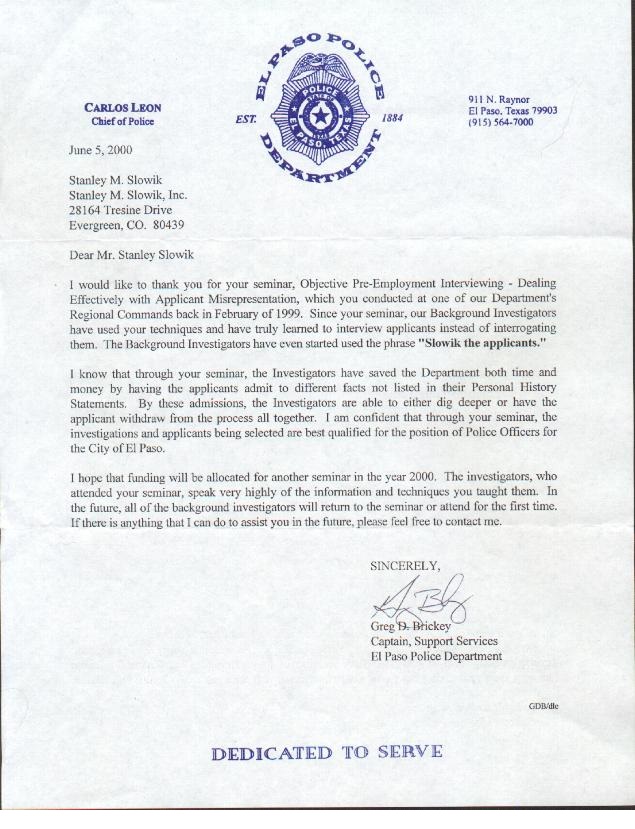 EL PASO POLICE
DEPARTMENT
EST. 1884
POLICE
EL PASO, TEXAS
CARLOS LEON
Chief of Police
911 N. Raynor
El Paso, Texas 79903
(915) 564-7000
June 5, 2000
Stanley M. Slowik
Stanley M. Slowik, Inc.
28164 Tresine Drive
Evergreen, CO. 80439
Dear Mr. Stanley Slowik
I would like to thank you for your seminar, Objective Pre-Employment Interviewing - Dealing
Effectively with Applicant Misrepresentation, which you conducted at one of our Department's
Regional Commands back in February of 1999. Since your seminar, our Background Investigators
have used your techniques and have truly learned to interview applicants instead of interrogating
them. The Background Investigators have even started used the phrase "Slowik the applicants."
I know that through your seminar, the Investigators have saved the Department both time and
money by having the applicants admit to different facts not listed in their Personal History
Statements. By these admissions, the Investigators are able to either dig deeper or have the
applicant withdraw from the process all together. I am confident that through your seminar, the
investigations and applicants being selected are best qualified for the position of Police Officers for
the City of El Paso.
I hope that funding will be allocated for another seminar in the year 2000. The investigators, who
attended your seminar, speak very highly of the information and techniques you taught them. In
the future, all of the background investigators will return to the seminar or attend for the first time.
If there is anything that I can do to assist you in the future, please feel free to contact me.
SINCERELY,
Greg D. Brickey
Captain, Support Services
El Paso Police Department
GDB/dlc
DEDICATED TO SERVE